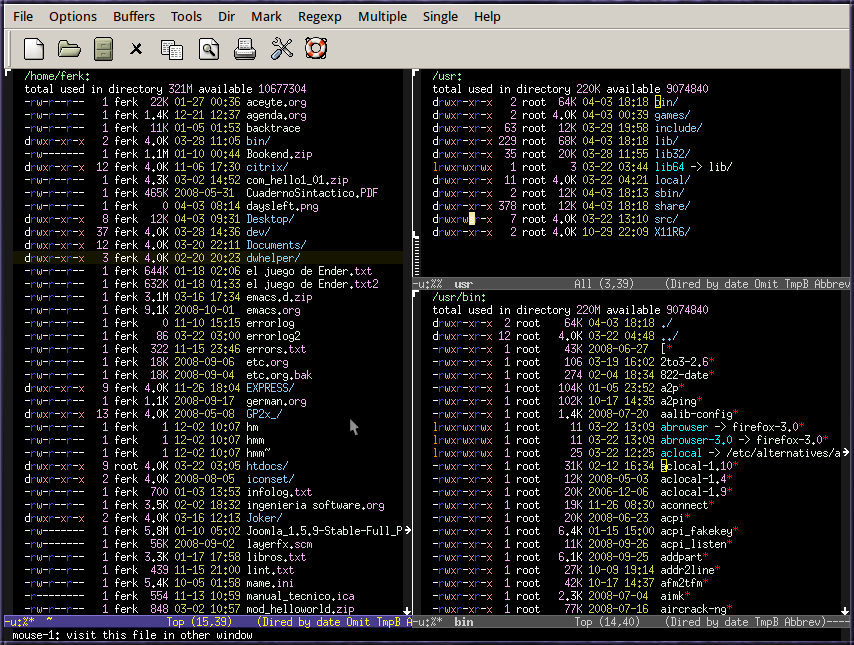 File Options Buffers Tools Dir Mark Regexp Multiple Single Help
/home/ferk:
total used in directory 321M available 10677304
-rw-r--r-- 1 ferk 22K 01-27 00:36 aceyte.org
-rw-r--r-- 1 ferk 1.4K 12-21 12:37 agenda.org
-rw-r--r-- 1 ferk 11K 01-05 01:53 backtrace
drwxr-xr-x 2 ferk 4.0K 03-28 11:05 bin/
-rw------- 1 ferk 1.1M 01-10 00:44 Bookend.zip
drwxr-xr-x 12 ferk 4.0K 11-06 17:30 citrix/
-rw-r--r-- 1 ferk 4.3K 03-02 14:52 com_hello1_01.zip
-rw-r--r-- 1 ferk 465K 2008-05-31 CuadernoSintactico.PDF
-rw-r--r-- 1 ferk 0 04-03 08:14 daysleft.png
drwxr-xr-x 8 ferk 12K 04-03 09:31 Desktop/
drwxr-xr-x 37 ferk 4.0K 03-28 14:36 dev/
drwxr-xr-x 12 ferk 4.0K 03-20 22:11 Documents/
drwxr-xr-x 3 ferk 4.0K 02-20 20:23 dwhelper/
-rw-r--r-- 1 ferk 644K 01-18 02:06 el juego de Ender.txt
-rw-r--r-- 1 ferk 632K 01-18 01:33 el juego de Ender.txt2
-rw-r--r-- 1 ferk 3.1M 03-16 17:34 emacs.d.zip
-rw-r--r-- 1 ferk 9.1K 2008-10-01 emacs.org
-rw-r--r-- 1 ferk 0 11-10 15:15 errorlog
-rw-r--r-- 1 ferk 86 03-22 03:00 errorlog2
-rw-r--r-- 1 ferk 322 11-15 23:46 errors.txt
-rw-r--r-- 1 ferk 18K 2008-09-06 etc.org
-rw-r--r-- 1 ferk 18K 2008-09-04 etc.org.bak
drwxr-xr-x 9 ferk 4.0K 11-26 18:04 EXPRESS/
-rw-r--r-- 1 ferk 1.1K 2008-09-17 german.org
drwxr-xr-x 13 ferk 4.0K 2008-05-08 GP2x_/
-rw-r--r-- 1 ferk 1 12-02 10:07 hm
-rw-r--r-- 1 ferk 1 12-02 10:07 hmm
-rw-r--r-- 1 ferk 1 12-02 10:07 hmm~
drwxr-xr-x 9 root 4.0K 03-22 03:05 htdocs/
drwxr-xr-x 2 ferk 4.0K 2008-08-05 iconset/
-rw-r--r-- 1 ferk 700 01-03 13:53 infolog.txt
-rw-r--r-- 1 ferk 3.5K 02-02 18:32 ingenieria software.org
drwxr-xr-x 2 ferk 4.0K 03-16 12:13 Joker/
-rw------- 1 ferk 5.8M 01-10 05:02 Joomla_1.5.9-Stable-Full_P
-rw-r--r-- 1 ferk 56K 2008-09-02 layerfx.scm
-rw-r--r-- 1 ferk 3.3K 01-17 17:58 libros.txt
-rw-r--r-- 1 ferk 439 11-15 21:00 lint.txt
-rw-r--r-- 1 ferk 5.4K 10-05 01:58 mame.ini
-r-------- 1 ferk 554 11-13 10:59 manual_tecnico.ica
-rw-r--r-- 1 ferk 848 03-02 10:57 mod_helloworld.zip
-u:%* ~ Top (15,39) (Dired by date Omit TmpB A
/usr:
total used in directory 220K available 9074840
drwxr-xr-x 2 root 64K 04-03 18:18 bin/
drwxr-xr-x 2 root 4.0K 04-03 00:39 games/
drwxr-xr-x 63 root 12K 03-29 19:58 include/
drwxr-xr-x 229 root 68K 04-03 18:18 lib/
drwxr-xr-x 35 root 20K 03-28 11:55 lib32/
lrwxrwxrwx 1 root 3 03-22 03:44 lib64 -> lib/
drwxr-xr-x 11 root 4.0K 03-22 04:21 local/
drwxr-xr-x 2 root 12K 04-03 18:13 sbin/
drwxr-xr-x 378 root 12K 04-03 18:18 share/
drwxrw 7 root 4.0K 03-22 13:10 src/
drwxr-xr-x 2 root 4.0K 10-29 22:09 X11R6/
-u:%% usr All (3,39) (Dired by date Omit TmpB Abbrev
/usr/bin:
total used in directory 220M available 9074840
drwxr-xr-x 2 root 64K 04-03 18:18 ./
drwxr-xr-x 12 root 4.0K 03-22 04:48 ../
-rwxr-xr-x 1 root 43K 2008-06-27 [*
-rwxr-xr-x 1 root 106 03-19 16:02 2to3-2.6*
-rwxr-xr-x 1 root 274 02-04 18:34 822-date*
-rwxr-xr-x 1 root 104K 01-05 23:52 a2p*
-rwxr-xr-x 1 root 102K 10-17 14:35 a2ping*
-rwxr-xr-x 1 root 1.4K 2008-07-20 aalib-config*
lrwxrwxrwx 1 root 11 03-22 13:09 abrowser -> firefox-3.0*
lrwxrwxrwx 1 root 11 03-22 13:09 abrowser-3.0 -> firefox-3.0*
lrwxrwxrwx 1 root 25 03-22 12:25 aclocal -> /etc/alternatives/a
-rwxr-xr-x 1 root 31K 02-12 16:34 aclocal-1.10*
-rwxr-xr-x 1 root 12K 2008-05-03 aclocal-1.4*
-rwxr-xr-x 1 root 20K 2006-12-06 aclocal-1.9*
-rwxr-xr-x 1 root 19K 11-26 08:30 aconnect*
-rwxr-xr-x 1 root 20K 2008-06-23 acpi*
-rwxr-xr-x 1 root 6.4K 01-15 15:00 acpi_fakekey*
-rwxr-xr-x 1 root 11K 2008-09-26 acpi_listen*
-rwxr-xr-x 1 root 6.1K 2008-09-25 addpart*
-rwxr-xr-x 1 root 27K 10-09 19:14 addr2line*
-rwxr-xr-x 1 root 42K 10-17 14:37 afm2tfm*
-rwxr-xr-x 1 root 2.3K 2008-07-04 aimk*
-rwxr-xr-x 1 root 77K 2008-07-16 aircrack-ng*
-u:%* bin Top (14,40) (Dired by date TmpB Abbrev)----
mouse-1: visit this file in other window